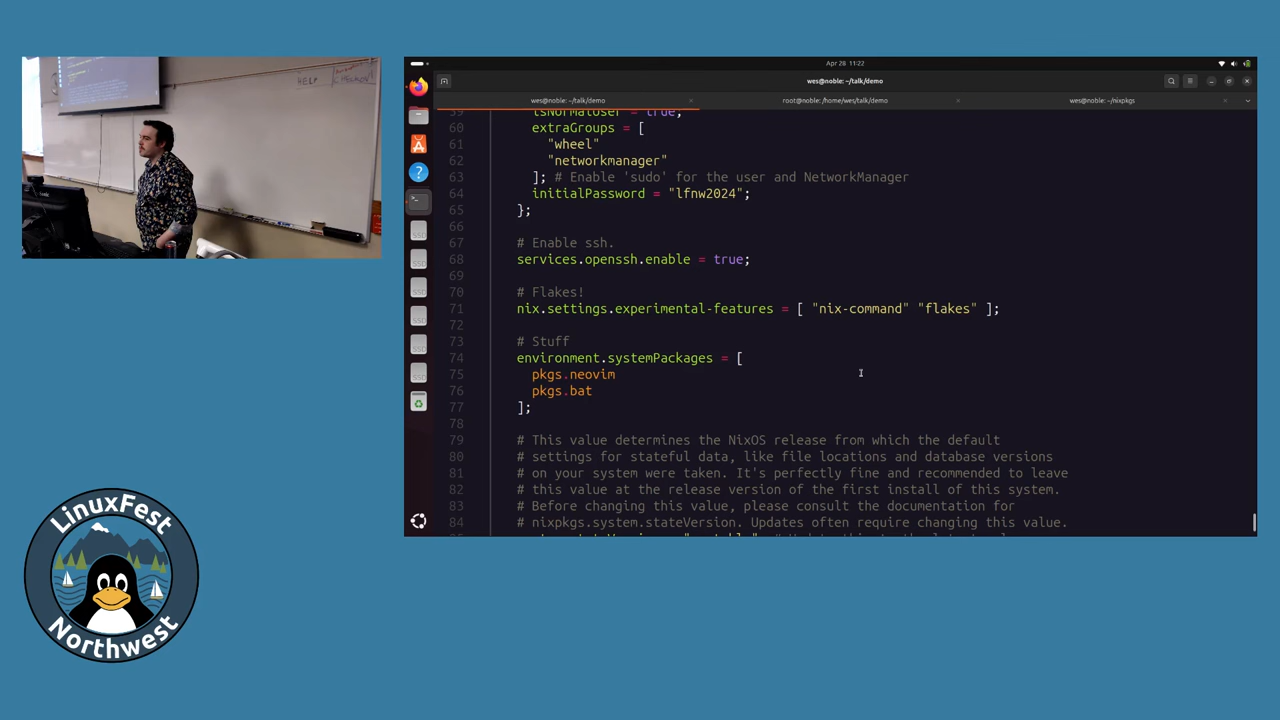 HELP
Apr 28 11:22
wes@noble: ~/talk/demo
wes@noble: ~/talk/demo
root@noble: /home/wes/talk/demo
wes@noble: ~/nixpkgs
59 isNormalUser = true;
60 extraGroups = [
61 "wheel"
62 "networkmanager"
63 ]; # Enable 'sudo' for the user and NetworkManager
64 initialPassword = "lfnw2024";
65 };
66
67 # Enable ssh.
68 services.openssh.enable = true;
69
70 # Flakes!
71 nix.settings.experimental-features = [ "nix-command" "flakes" ];
72
73 # Stuff
74 environment.systemPackages = [
75 pkgs.neovim
76 pkgs.bat
77 ];
78
79 # This value determines the NixOS release from which the default
80 # settings for stateful data, like file locations and database versions
81 # on your system were taken. It's perfectly fine and recommended to leave
82 # this value at the release version of the first install of this system.
83 # Before changing this value, please consult the documentation for
84 # nixpkgs.system.stateVersion. Updates often require changing this value.
LinuxFest
Northwest